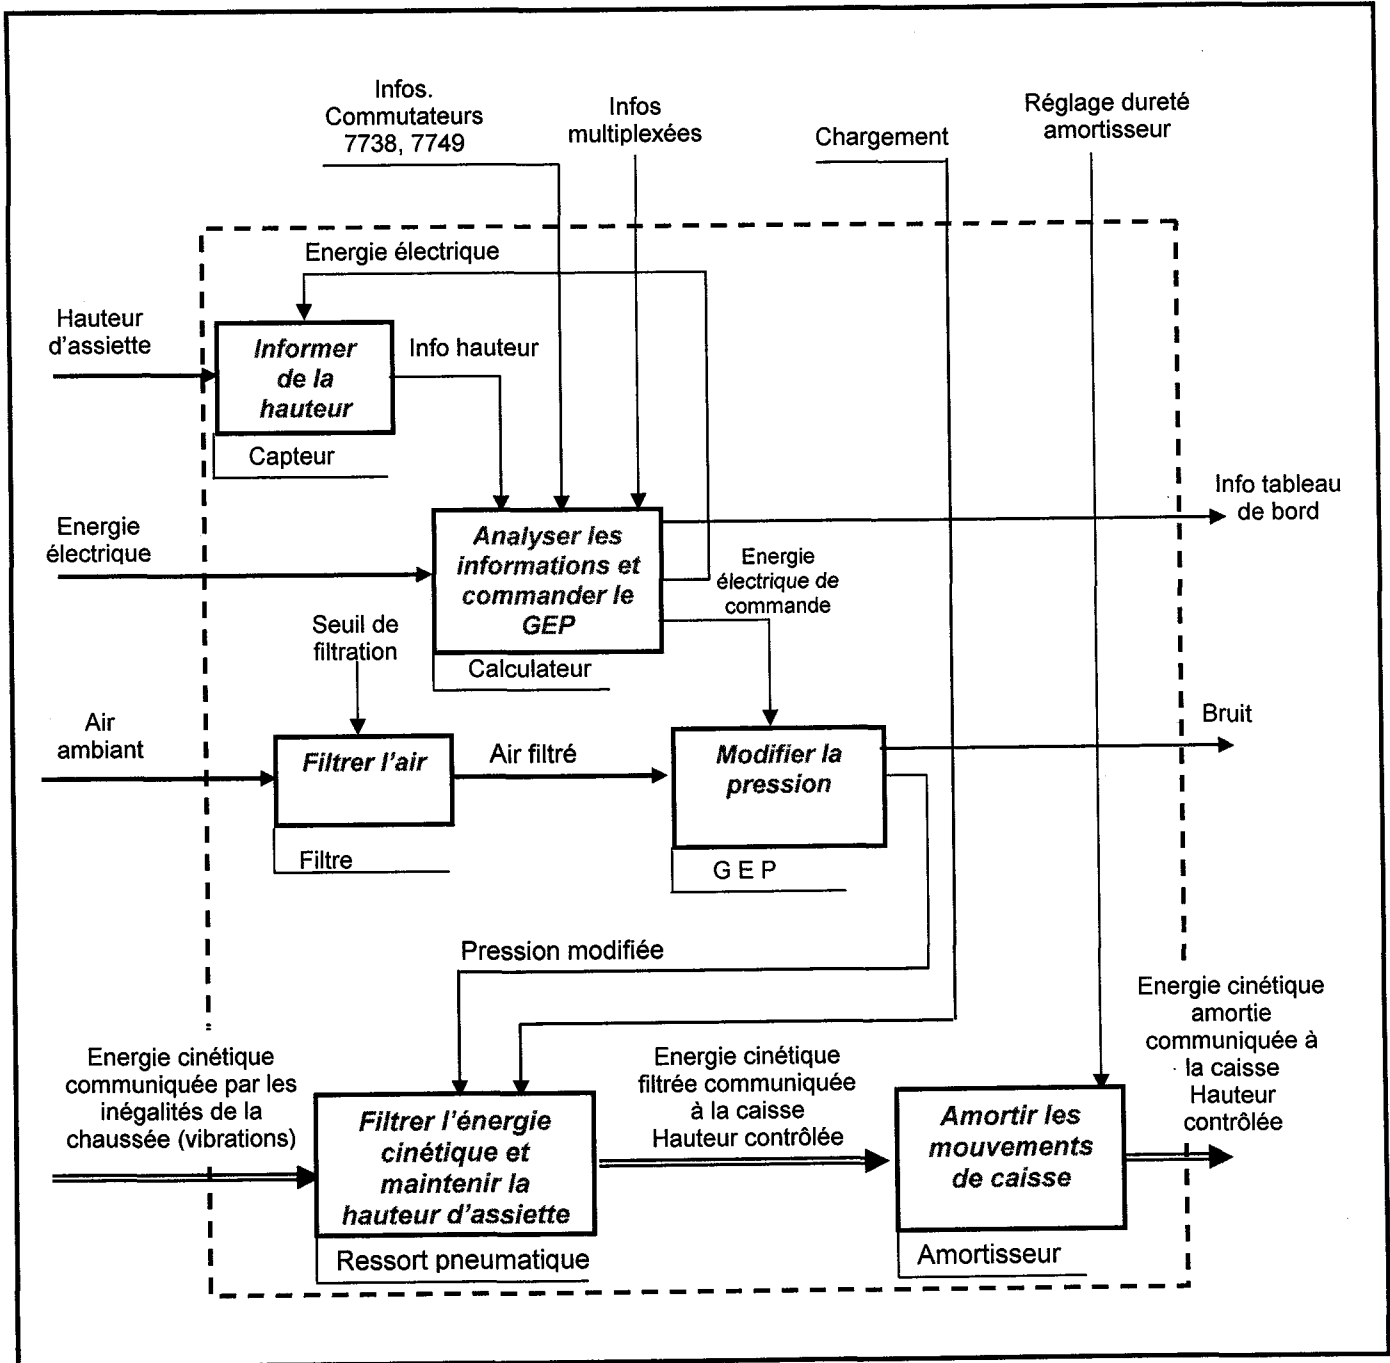 Infos.
Commutateurs
7738, 7749
Infos
multiplexées
Chargement
Réglage dureté
amortisseur
Energie électrique
Hauteur
d'assiette
Informer
de la
hauteur
Info hauteur
Capteur
Energie
électrique
Analyser les
informations et
commander le
GEP
Calculateur
Info tableau
de bord
Energie
électrique de
commande
Seuil de
filtration
Air
ambiant
Filtrer l'air
Filtre
Air filtré
Modifier la
pression
G E P
Bruit
Pression modifiée
Energie cinétique
communiquée par les
inégalités de la
chaussée (vibrations)
Filtrer l'énergie
cinétique et
maintenir la
hauteur d'assiette
Ressort pneumatique
Energie cinétique
filtrée communiquée
à la caisse
Hauteur contrôlée
Amortir les
mouvements
de caisse
Amortisseur
Energie cinétique
amortie
communiquée à
la caisse
Hauteur
contrôlée